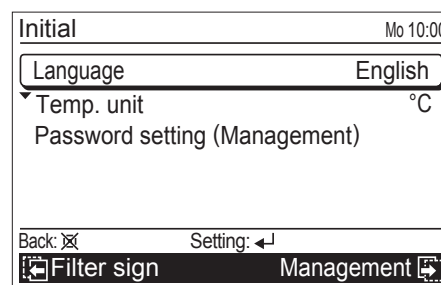 Initial Mo 10:00
Language English
Temp. unit °C
Password setting (Management)
Back: Setting:
Filter sign Management